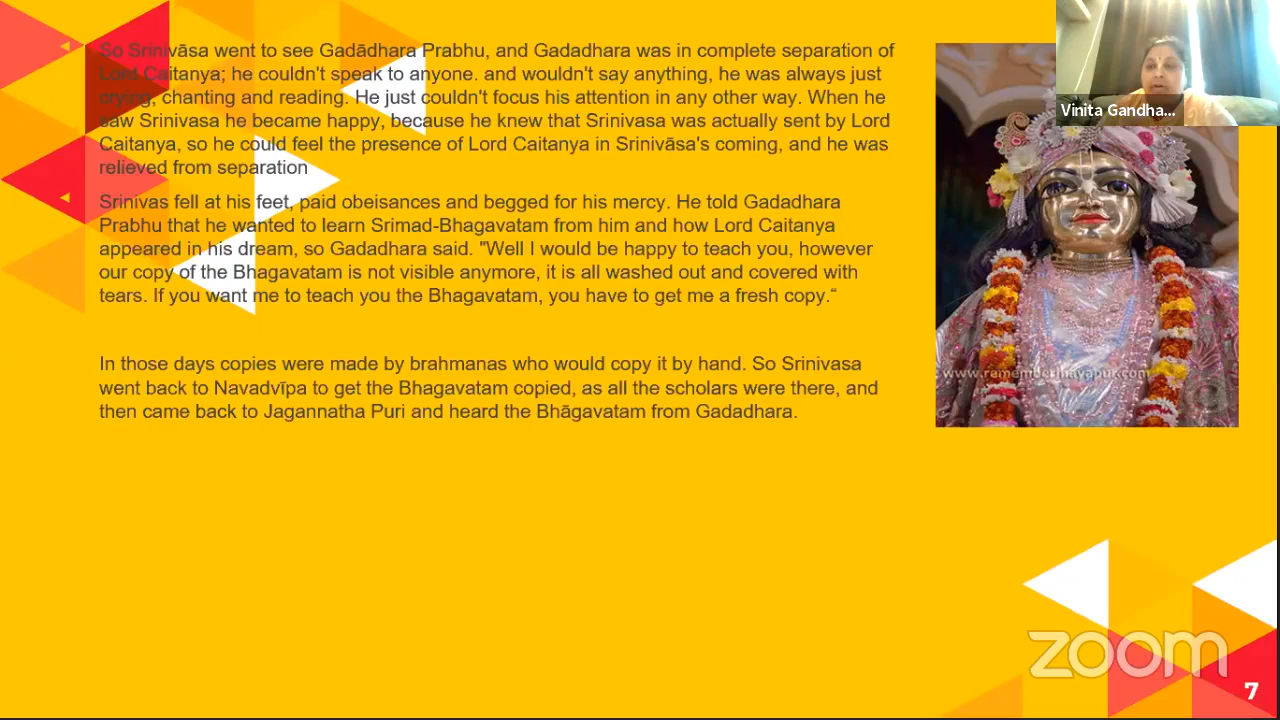 So Srinivāsa went to see Gadādhara Prabhu, and Gadadhara was in complete separation of
Lord Caitanya; he couldn't speak to anyone. and wouldn't say anything, he was always just
crying, chanting and reading. He just couldn't focus his attention in any other way. When he
saw Srinivasa he became happy, because he knew that Srinivasa was actually sent by Lord
Caitanya, so he could feel the presence of Lord Caitanya in Srinivāsa's coming, and he was
relieved from separation
Srinivas fell at his feet, paid obeisances and begged for his mercy. He told Gadadhara
Prabhu that he wanted to learn Srimad-Bhagavatam from him and how Lord Caitanya
appeared in his dream, so Gadadhara said. "Well I would be happy to teach you, however
our copy of the Bhagavatam is not visible anymore, it is all washed out and covered with
tears. If you want me to teach you the Bhagavatam, you have to get me a fresh copy.“
In those days copies were made by brahmanas who would copy it by hand. So Srinivasa
went back to Navadvīpa to get the Bhagavatam copied, as all the scholars were there, and
then came back to Jagannatha Puri and heard the Bhāgavatam from Gadadhara.
Vinita Gandha...
www.remembermayapur.com
zoom
7